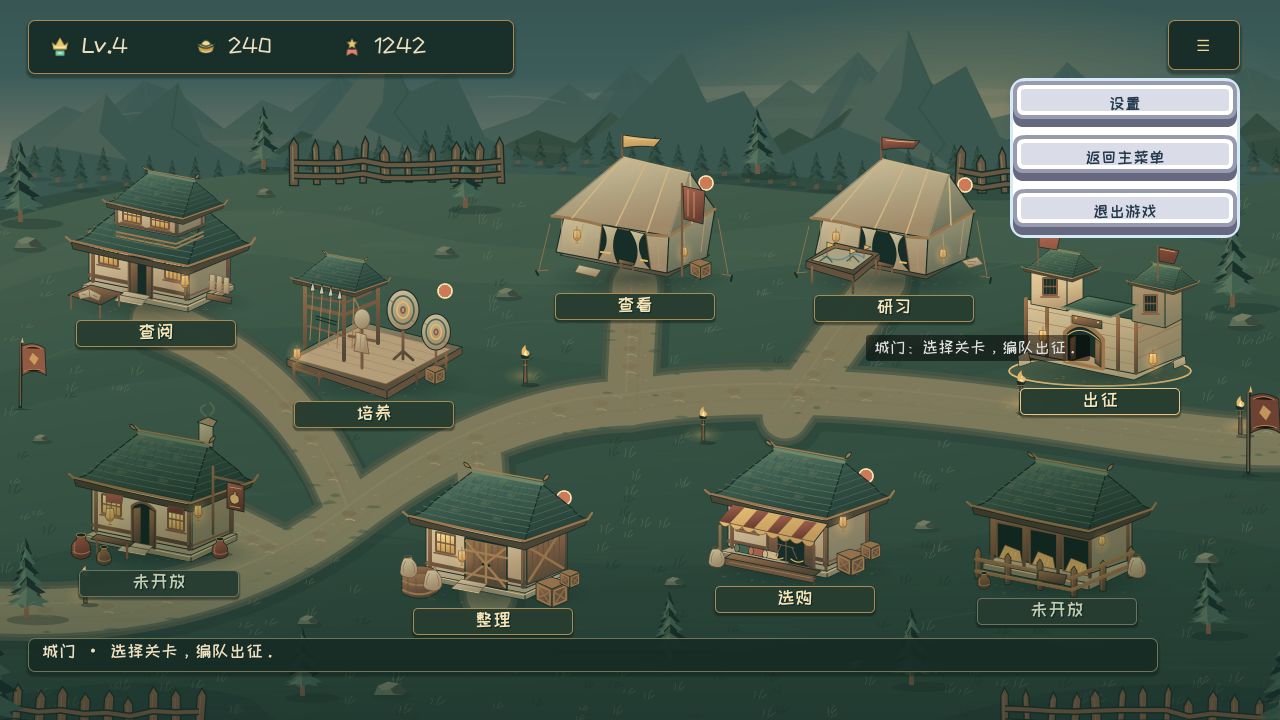 Lv.4 240 1242 ☰
设置
返回主菜单
退出游戏
查看
研习
查阅
城门：选择关卡，编队出征。
出征
培养
未开放
选购
未开放
整理
城门 • 选择关卡，编队出征。